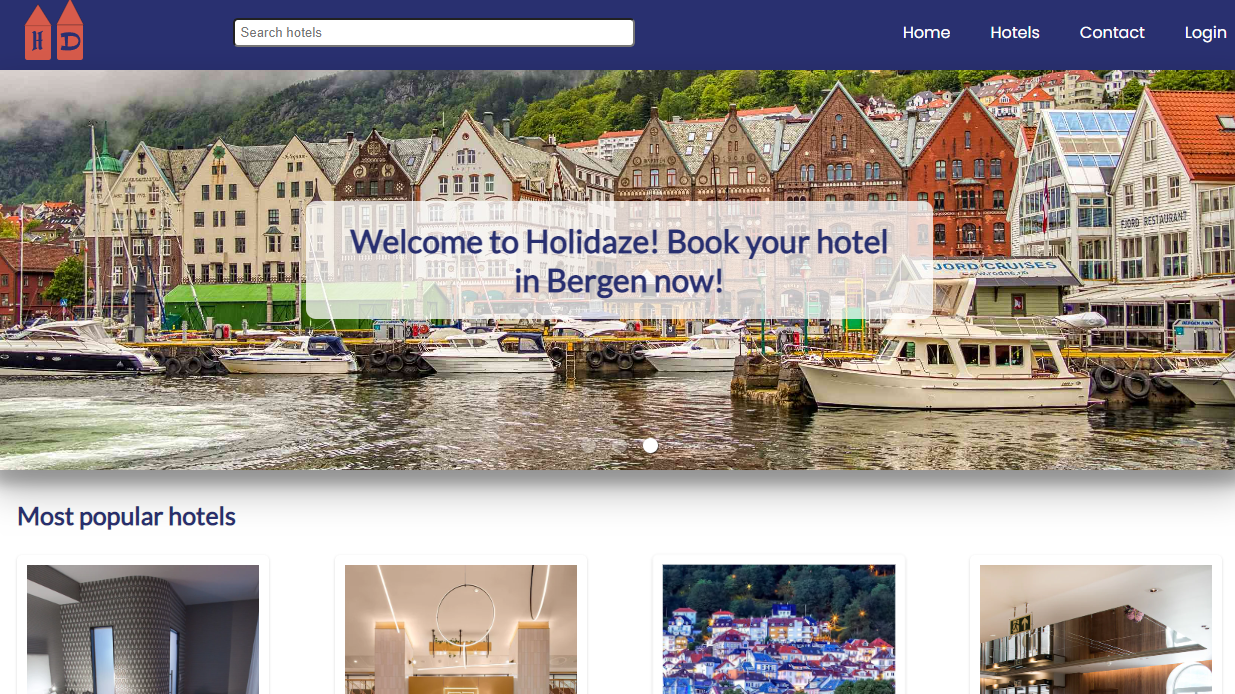 H D
Search hotels
Home
Hotels
Contact
Login
Welcome to Holidaze! Book your hotel
in Bergen now!
FJORD RESTAURANT
FJORD CRUISES
Most popular hotels